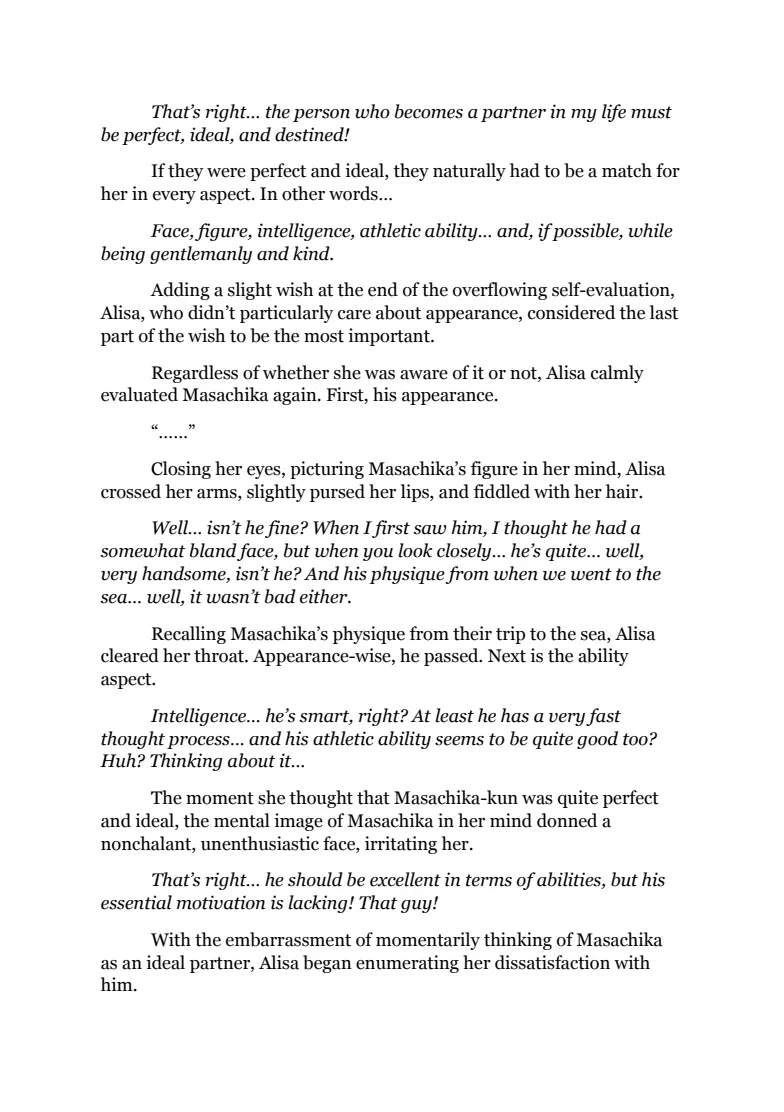 That’s right… the person who becomes a partner in my life must
be perfect, ideal, and destined!
If they were perfect and ideal, they naturally had to be a match for
her in every aspect. In other words…
Face, figure, intelligence, athletic ability… and, if possible, while
being gentlemanly and kind.
Adding a slight wish at the end of the overflowing self-evaluation,
Alisa, who didn’t particularly care about appearance, considered the last
part of the wish to be the most important.
Regardless of whether she was aware of it or not, Alisa calmly
evaluated Masachika again. First, his appearance.
“……”
Closing her eyes, picturing Masachika’s figure in her mind, Alisa
crossed her arms, slightly pursed her lips, and fiddled with her hair.
Well… isn’t he fine? When I first saw him, I thought he had a
somewhat bland face, but when you look closely… he’s quite… well,
very handsome, isn’t he? And his physique from when we went to the
sea… well, it wasn’t bad either.
Recalling Masachika’s physique from their trip to the sea, Alisa
cleared her throat. Appearance-wise, he passed. Next is the ability
aspect.
Intelligence… he’s smart, right? At least he has a very fast
thought process… and his athletic ability seems to be quite good too?
Huh? Thinking about it…
The moment she thought that Masachika-kun was quite perfect
and ideal, the mental image of Masachika in her mind donned a
nonchalant, unenthusiastic face, irritating her.
That’s right… he should be excellent in terms of abilities, but his
essential motivation is lacking! That guy!
With the embarrassment of momentarily thinking of Masachika
as an ideal partner, Alisa began enumerating her dissatisfaction with
him.